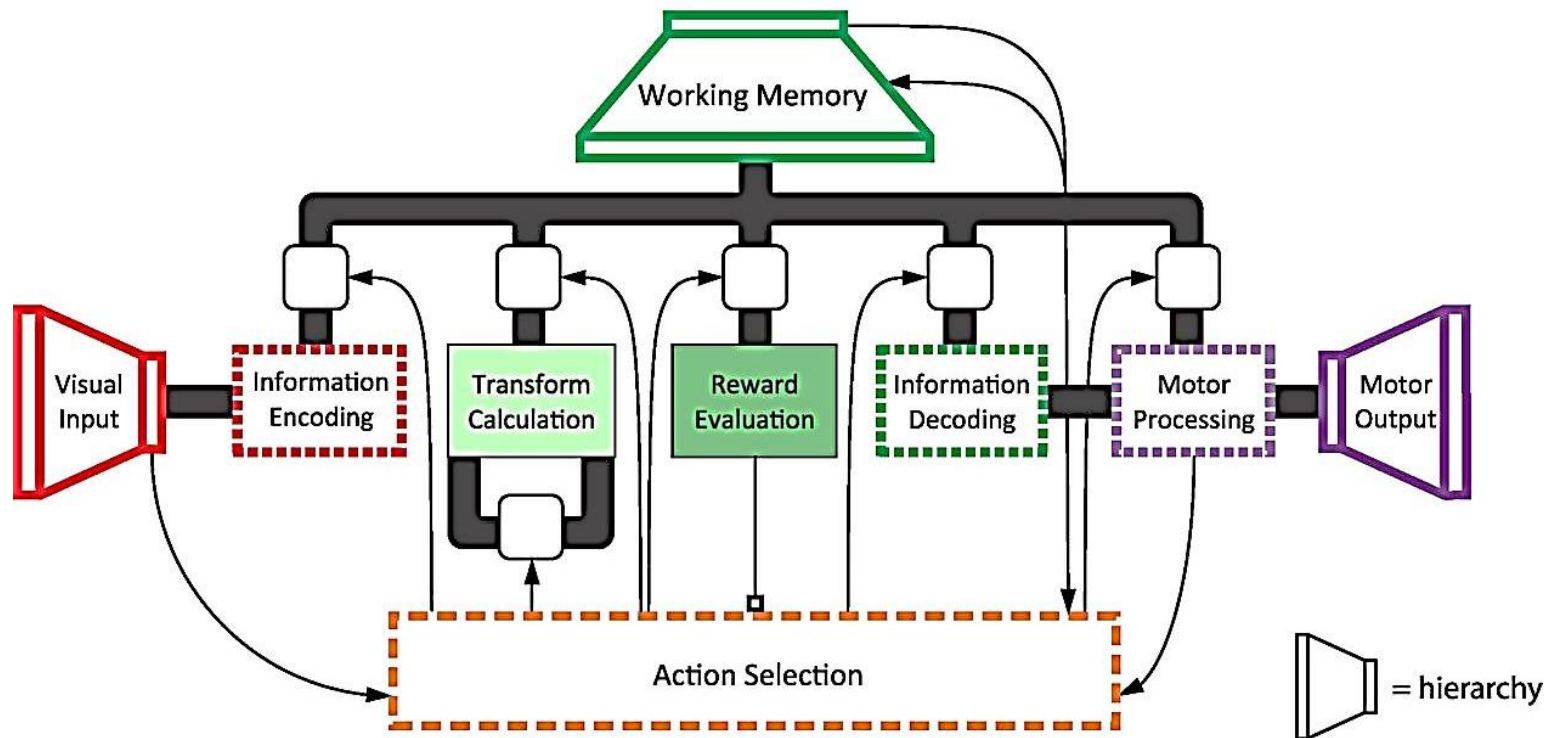 Working Memory
Visual
Input
Information
Encoding
Transform
Calculation
Reward
Evaluation
Information
Decoding
Motor
Processing
Motor
Output
Action Selection
= hierarchy